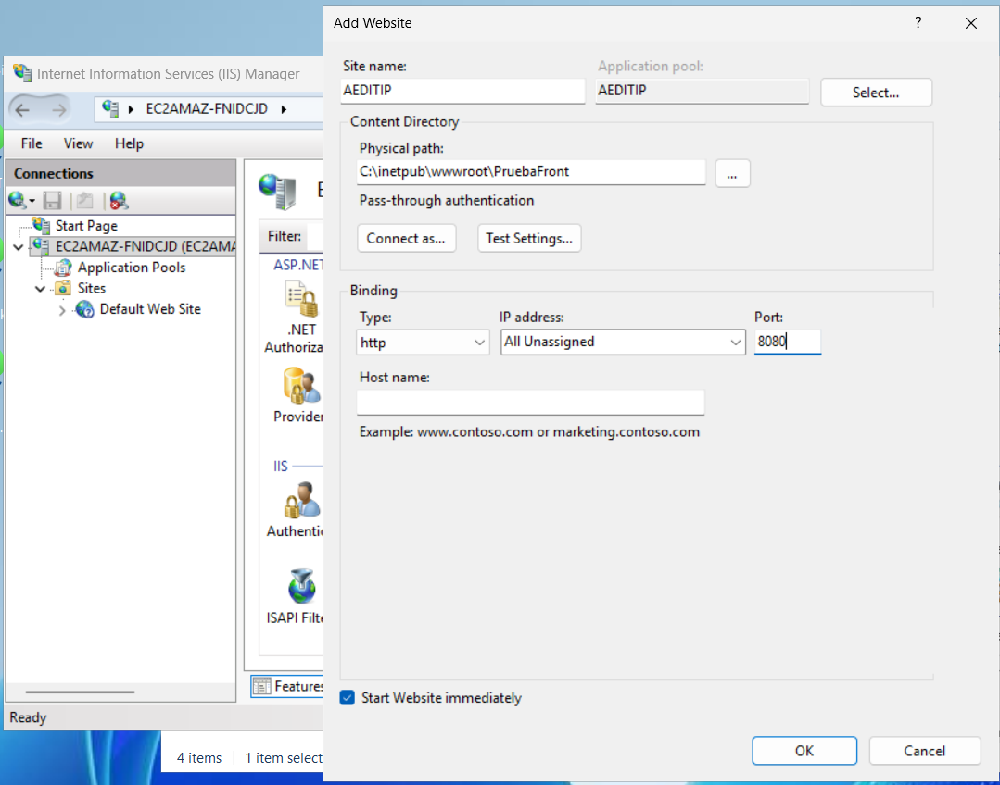 Add Website
?
Internet Information Services (IIS) Manager
EC2AMAZ-FNIDCJD
File View Help
Connections
Start Page
EC2AMAZ-FNIDCJD (EC2AMA
Application Pools
Sites
Default Web Site
Filter:
ASP.NET
.NET
Authoriza
Provider
IIS
Authentic
ISAPI Filte
Features
Ready
4 items 1 item select
Site name: Application pool:
AEDITIP AEDITIP Select...
Content Directory
Physical path:
C:\inetpub\wwwroot\PruebaFront ...
Pass-through authentication
Connect as... Test Settings...
Binding
Type: IP address: Port:
http All Unassigned 8080
Host name:
Example: www.contoso.com or marketing.contoso.com
Start Website immediately
OK Cancel